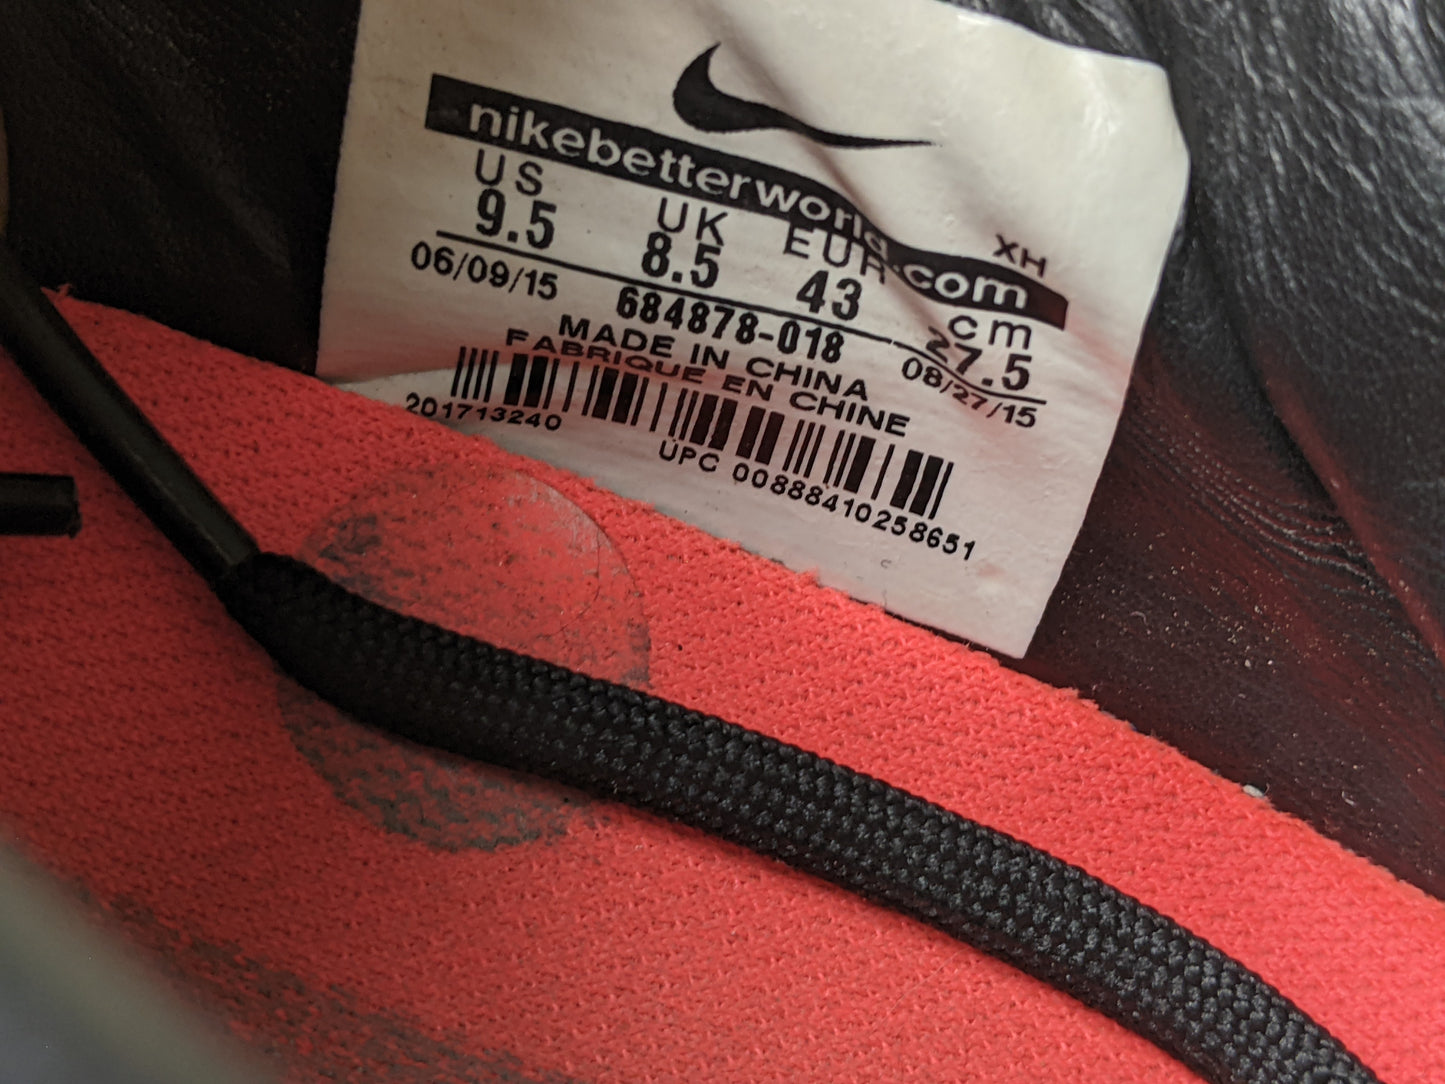 nikebetterworld.com
XH
US UK EUR cm
9.5 8.5 43 27.5
06/09/15 684878-018 08/27/15
MADE IN CHINA
FABRIQUE EN CHINE
201713240
UPC 00888410258651